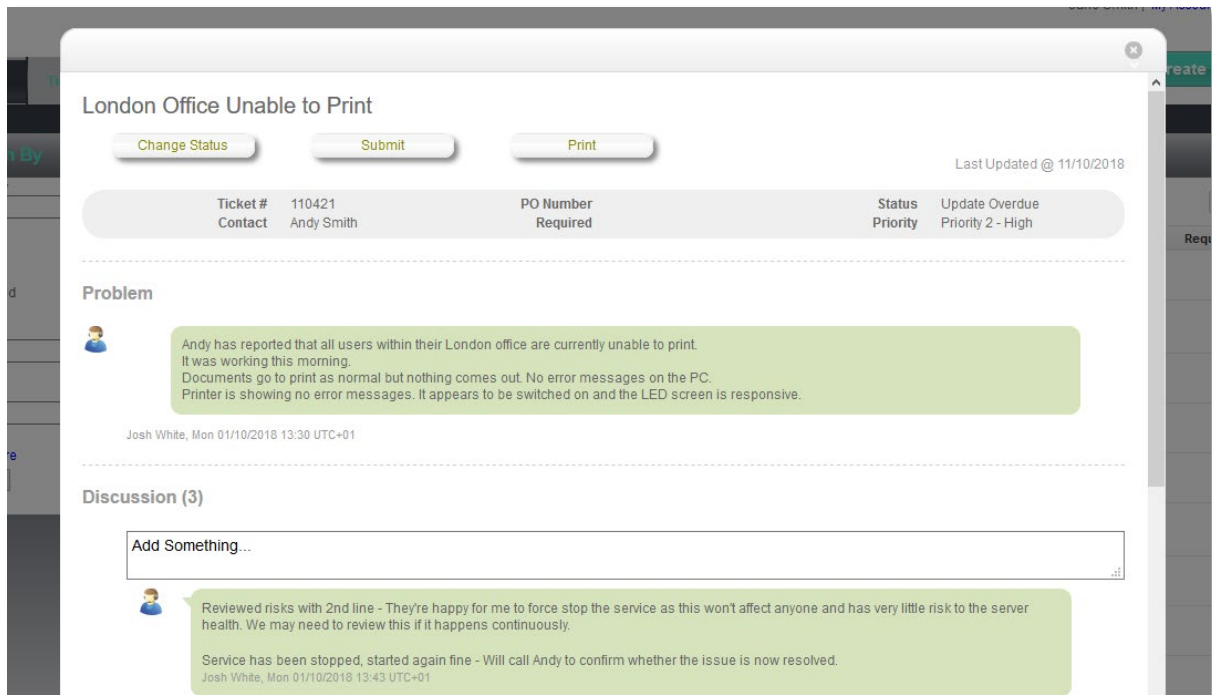 London Office Unable to Print
Change Status
Submit
Print
Last Updated @ 11/10/2018
Ticket # 110421 PO Number Status Update Overdue
Contact Andy Smith Required Priority Priority 2 - High
Problem
Andy has reported that all users within their London office are currently unable to print.
It was working this morning.
Documents go to print as normal but nothing comes out. No error messages on the PC.
Printer is showing no error messages. It appears to be switched on and the LED screen is responsive.
Josh White, Mon 01/10/2018 13:30 UTC+01
Discussion (3)
Add Something...
Reviewed risks with 2nd line - They're happy for me to force stop the service as this won't affect anyone and has very little risk to the server
health. We may need to review this if it happens continuously.
Service has been stopped, started again fine - Will call Andy to confirm whether the issue is now resolved.
Josh White, Mon 01/10/2018 13:43 UTC+01
By